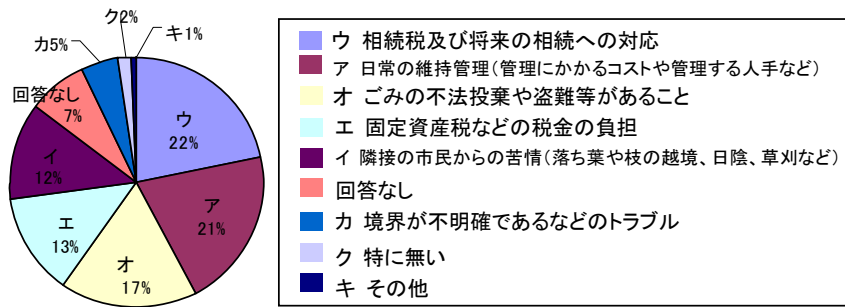 ク2%
キ1%
カ5%
回答なし
7%
ウ
22%
イ
12%
ア
21%
エ
13%
オ
17%
ウ 相続税及び将来の相続への対応
ア 日常の維持管理(管理にかかるコストや管理する人手など)
オ ごみの不法投棄や盗難等があること
エ 固定資産税などの税金の負担
イ 隣接の市民からの苦情(落ち葉や枝の越境、日陰、草刈など)
回答なし
カ 境界が不明確であるなどのトラブル
ク 特に無い
キ その他